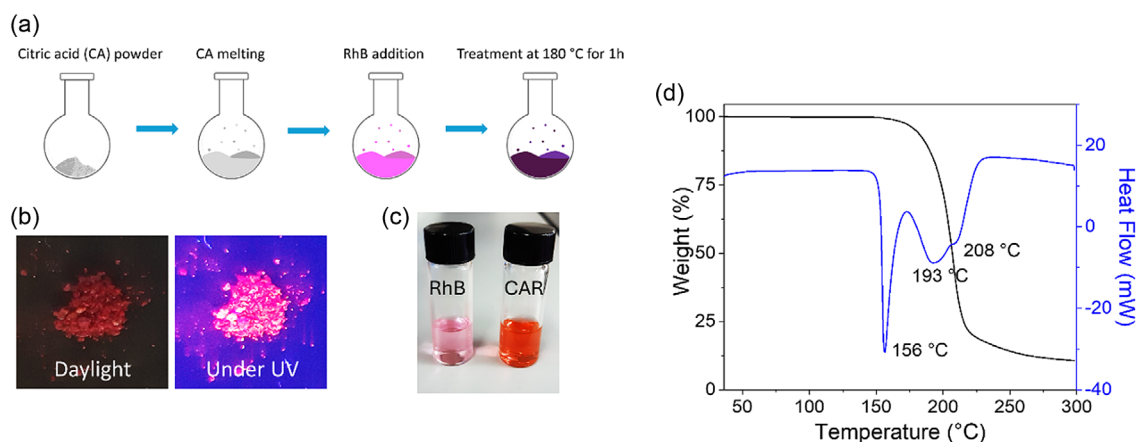 (a)
Citric acid (CA) powder
CA melting
RhB addition
Treatment at 180 °C for 1h
(b)
Daylight
Under UV
(c)
RhB
CAR
(d)
100
75
50
25
0
Weight (%)
50
100
150
200
250
300
Temperature (°C)
20
0
-20
-40
Heat Flow (mW)
156 °C
193 °C
208 °C